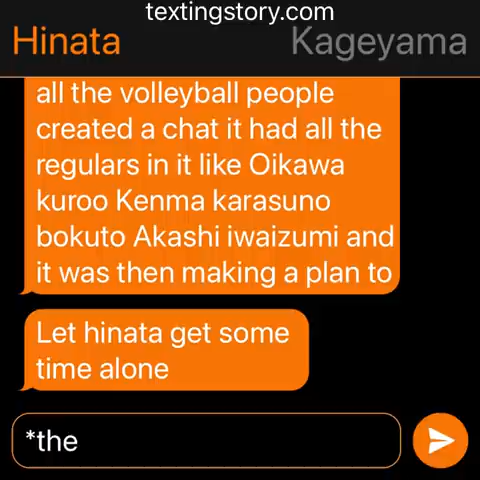 textingstory.com
Hinata Kageyama
all the volleyball people
created a chat it had all the
regulars in it like Oikawa
kuroo Kenma karasuno
bokuto Akashi iwaizumi and
it was then making a plan to
Let hinata get some
time alone
*the